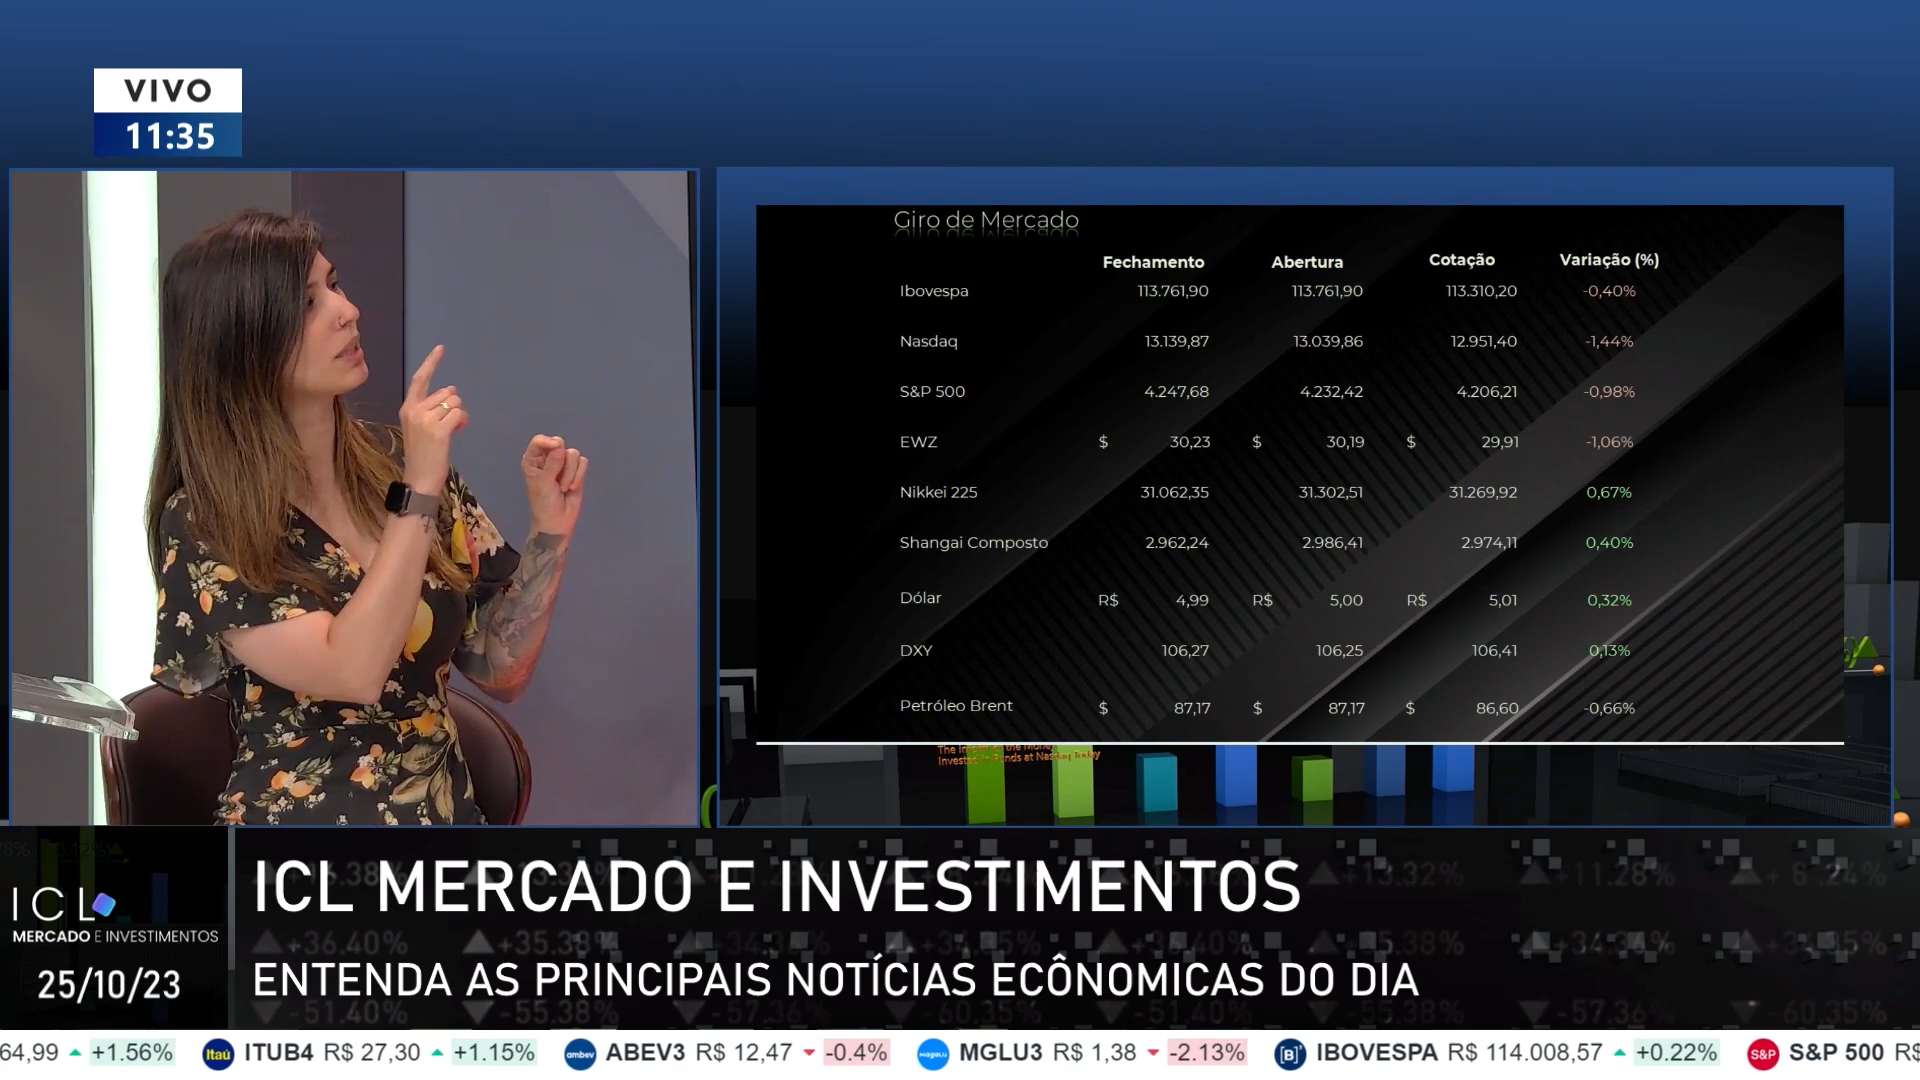 VIVO
11:35
Giro de Mercado
Fechamento Abertura Cotação Variação (%)
Ibovespa 113.761,90 113.761,90 113.310,20 -0,40%
Nasdaq 13.139,87 13.039,86 12.951,40 -1,44%
S&P 500 4.247,68 4.232,42 4.206,21 -0,98%
EWZ $ 30,23 $ 30,19 $ 29,91 -1,06%
Nikkei 225 31.062,35 31.302,51 31.269,92 0,67%
Shangai Composto 2.962,24 2.986,41 2.974,11 0,40%
Dólar R$ 4,99 R$ 5,00 R$ 5,01 0,32%
DXY 106,27 106,25 106,41 0,13%
Petróleo Brent $ 87,17 $ 87,17 $ 86,60 -0,66%
ICL
MERCADO E INVESTIMENTOS
25/10/23
ICL MERCADO E INVESTIMENTOS
ENTENDA AS PRINCIPAIS NOTÍCIAS ECÔNOMICAS DO DIA
64,99 +1.56% Itaú ITUB4 R$ 27,30 +1.15% ambev ABEV3 R$ 12,47 -0.4% MGLU3 R$ 1,38 -2.13% [B] IBOVESPA R$ 114.008,57 +0.22% S&P S&P 500 R$